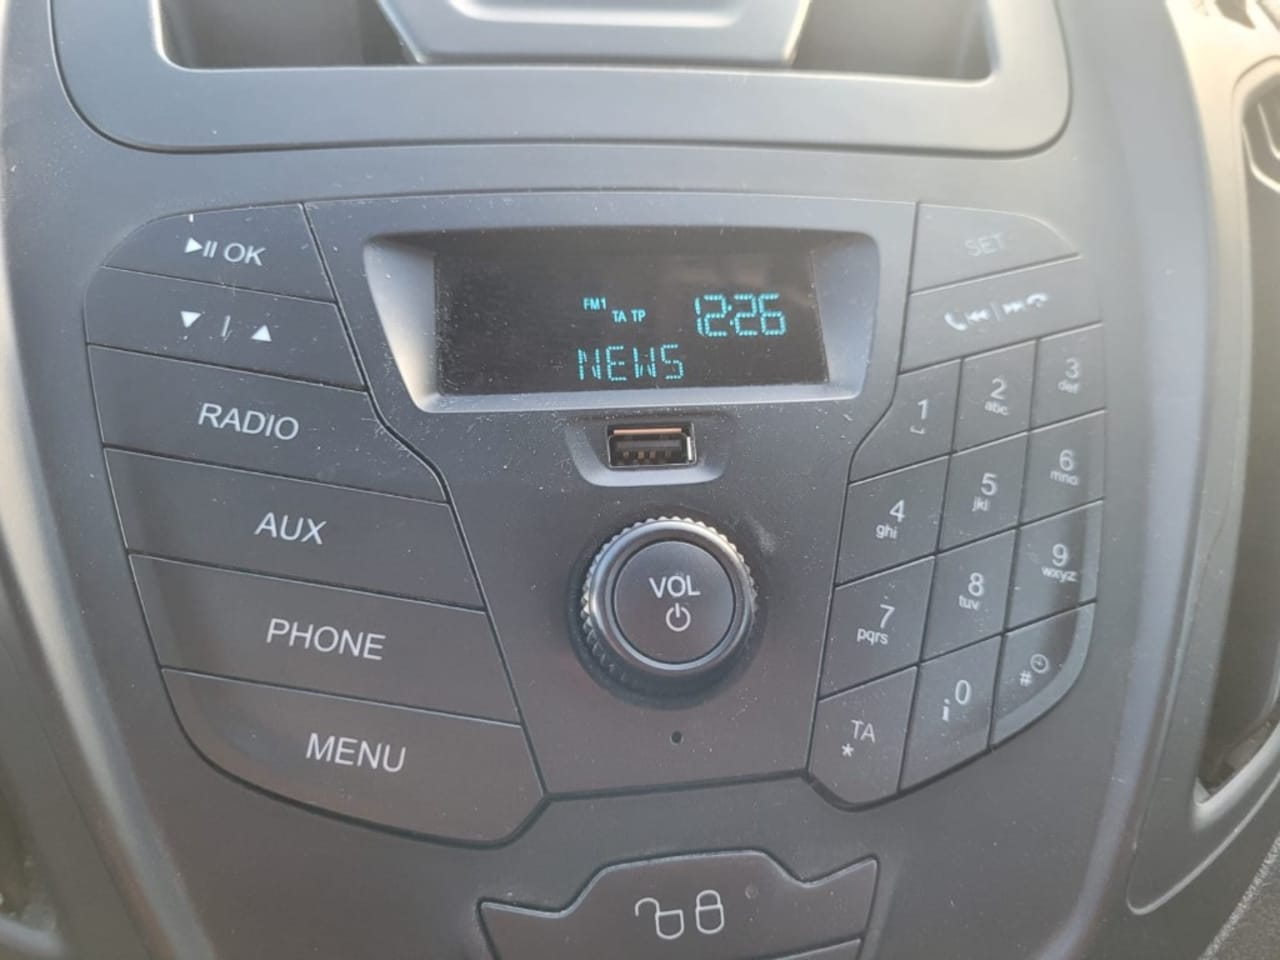 ▶II OK
▼ | ▲
RADIO
AUX
PHONE
MENU
FM1
TA TP
12:26
NEWS
VOL
SET
1
2
abc
3
def
4
ghi
5
jkl
6
mno
7
pqrs
8
tuv
9
wxyz
TA
*
i 0
#